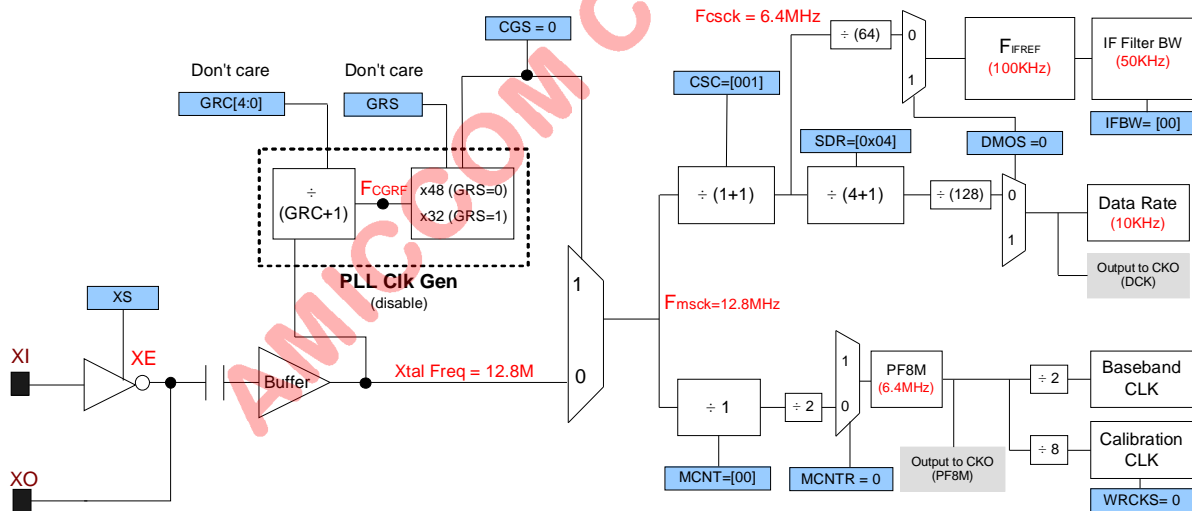 Fcsck = 6.4MHz
CGS = 0
÷ (64)
0
1
FIFREF
(100KHz)
IF Filter BW
(50KHz)
IFBW= [00]
Don't care
GRC[4:0]
Don't care
GRS
CSC=[001]
SDR=[0x04]
DMOS =0
÷
(GRC+1)
FCGRF
x48 (GRS=0)
x32 (GRS=1)
PLL Clk Gen
(disable)
÷ (1+1)
÷ (4+1)
÷ (128)
0
1
Data Rate
(10KHz)
Output to CKO
(DCK)
XS
XI
XE
Buffer
Xtal Freq = 12.8M
1
0
Fmsck=12.8MHz
÷ 1
÷ 2
1
0
PF8M
(6.4MHz)
÷ 2
Baseband
CLK
Output to CKO
(PF8M)
÷ 8
Calibration
CLK
MCNT=[00]
MCNTR = 0
WRCKS= 0
XO
AMICCOM C